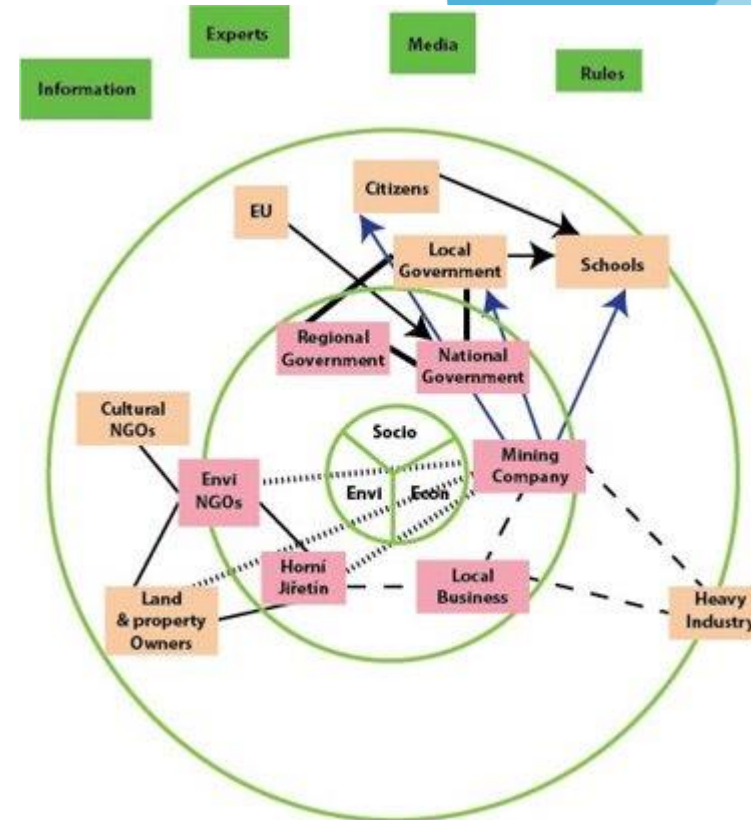 Experts
Media
Information
Rules
Citizens
EU
Local
Government
Schools
Regional
Government
National
Government
Cultural
NGOs
Socio
Mining
Company
Envi
NGOs
Envi
Econ
Horní
Jiřetín
Local
Business
Land
& property
Owners
Heavy
Industry